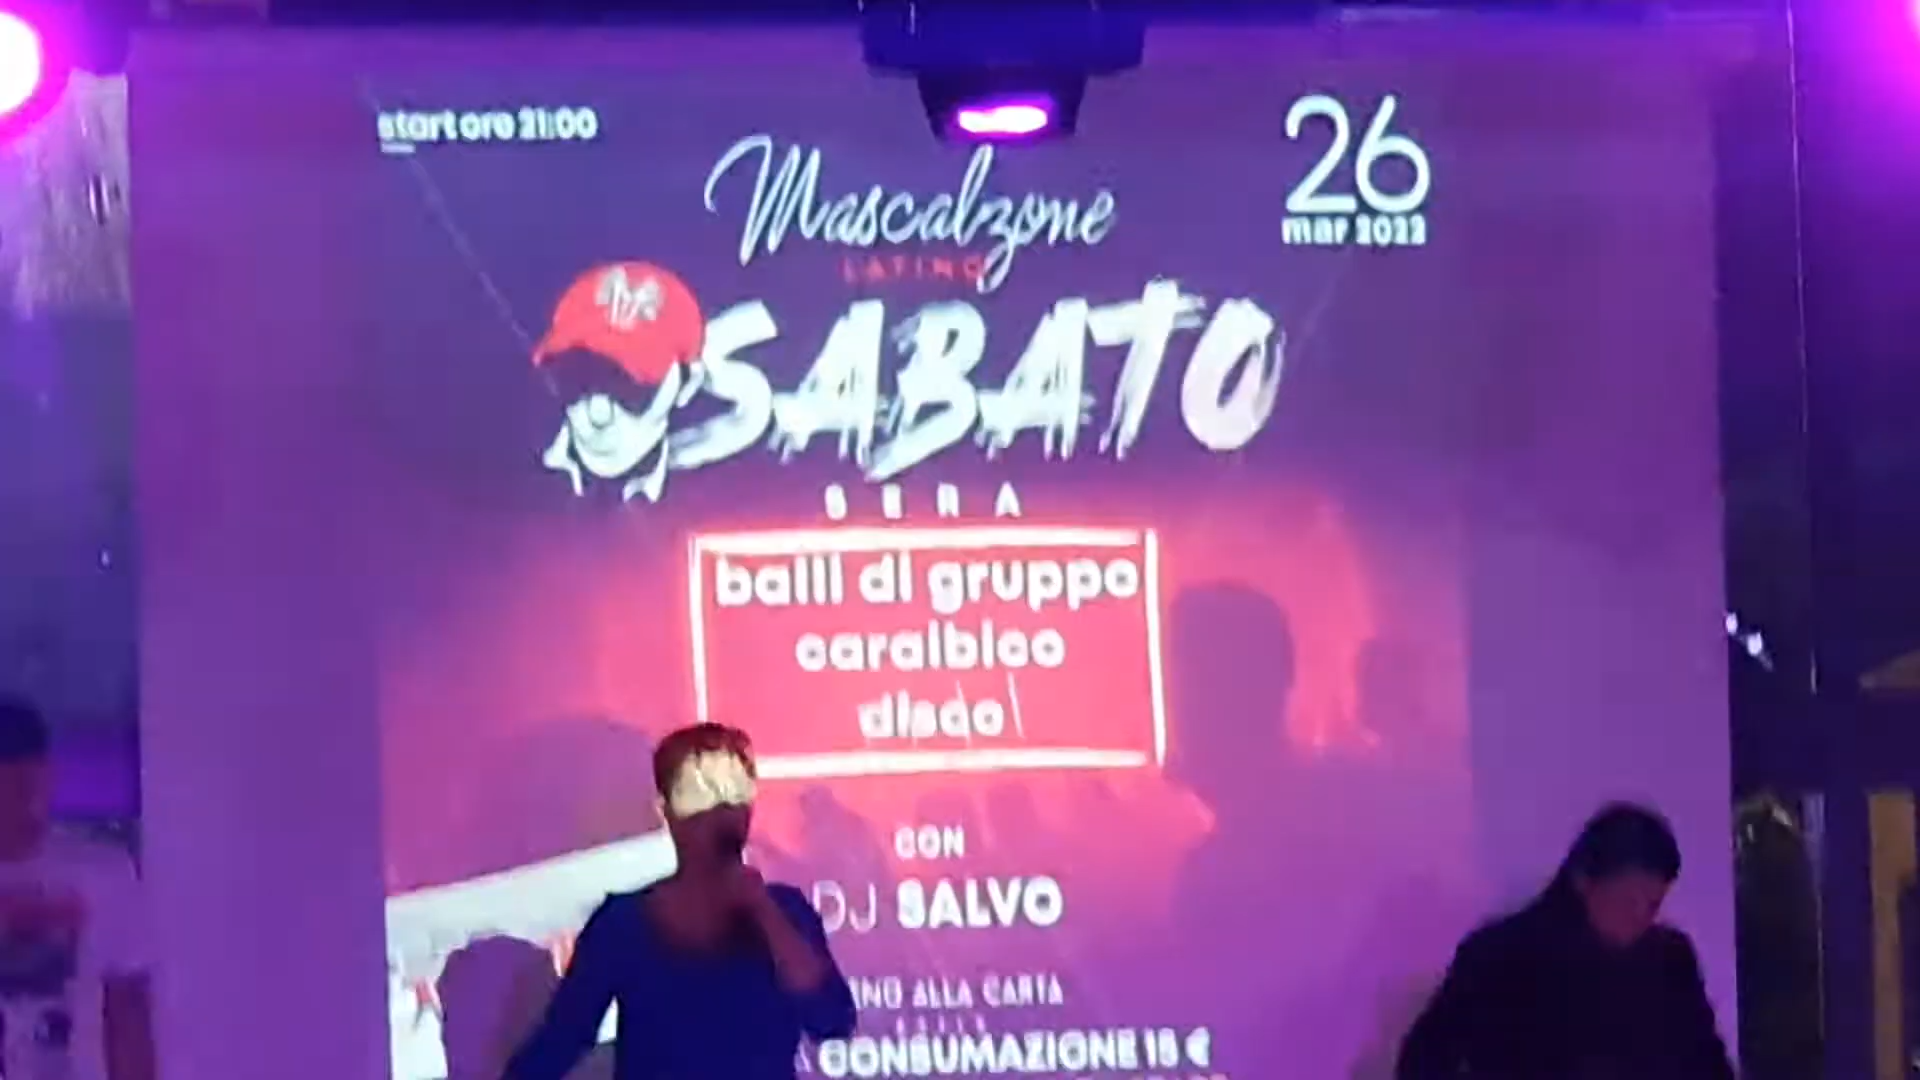 start ore 21:00
26
mar 2022
Mascalzone
LATINO
SABATO
SERA
balli di gruppo
caraibico
disco
CON
DJ SALVO
ALLA CARTA
CONSUMAZIONE 15 €